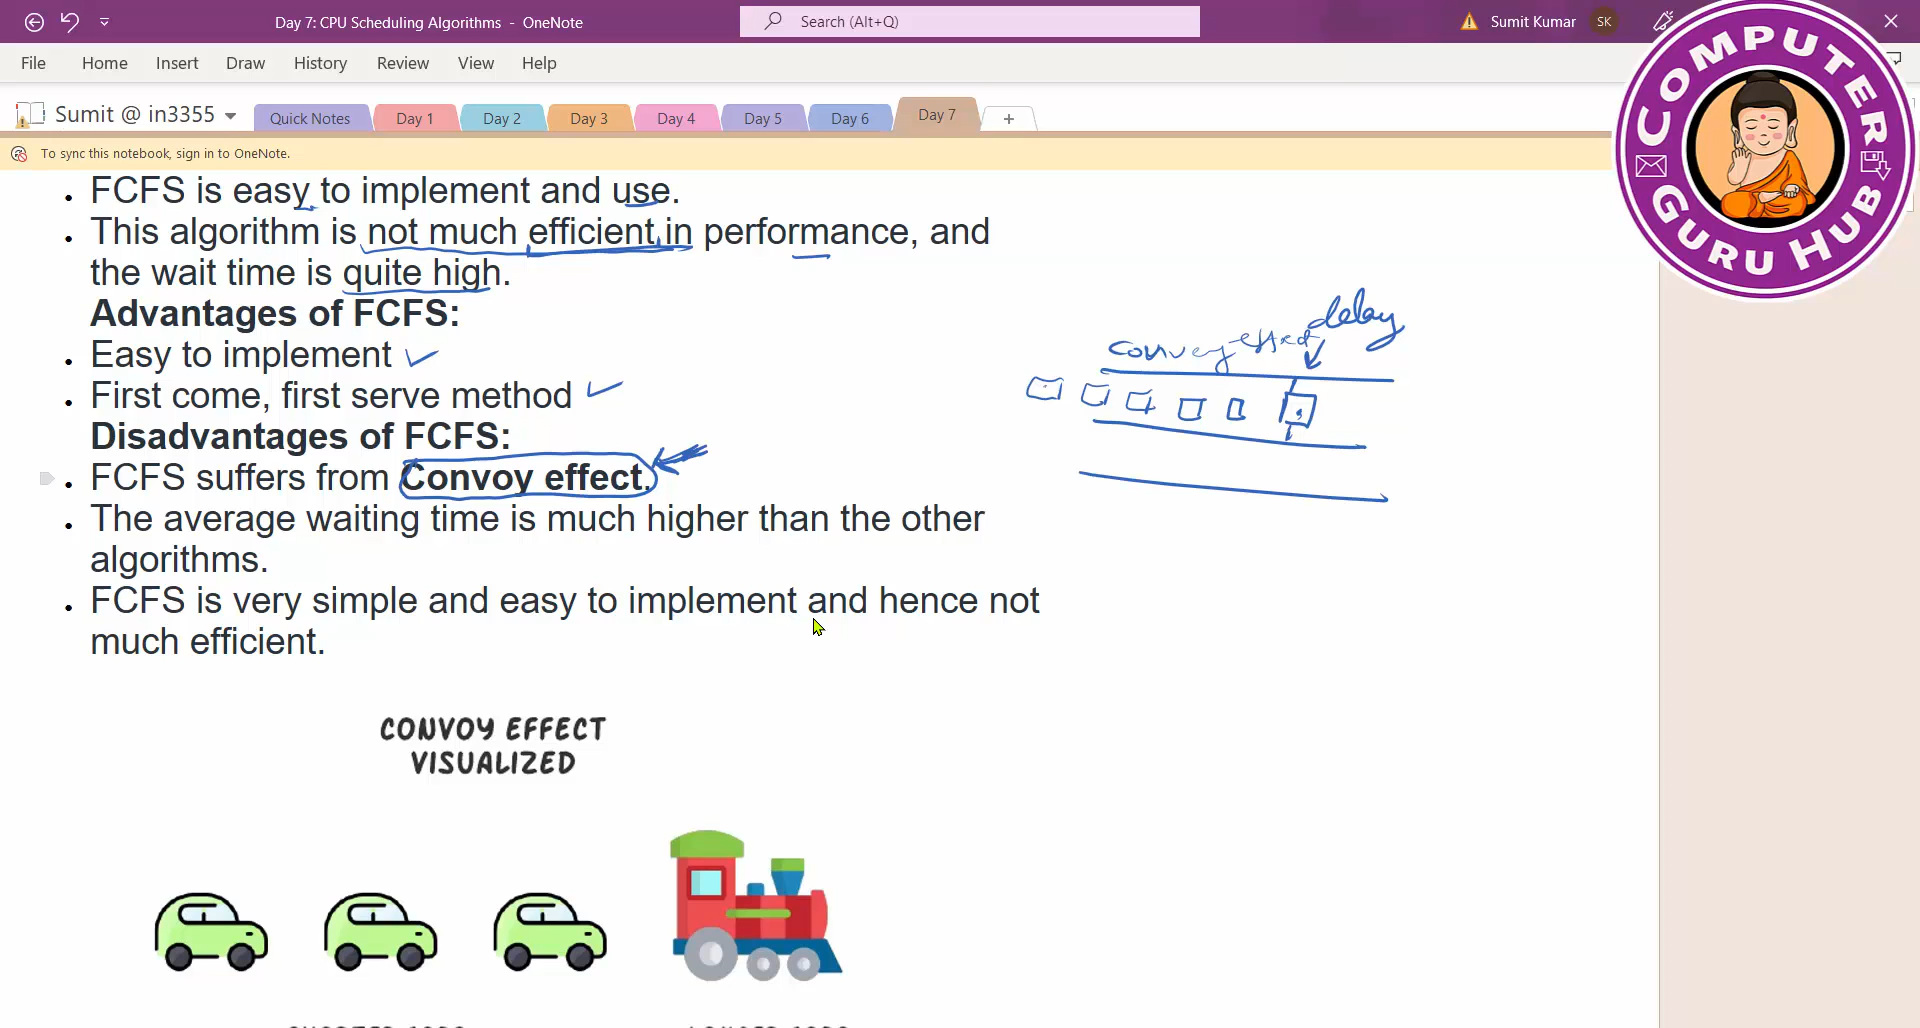 Day 7: CPU Scheduling Algorithms - OneNote
Search (Alt+Q)
Sumit Kumar
SK
File Home Insert Draw History Review View Help
Sumit @ in3355
Quick Notes Day 1 Day 2 Day 3 Day 4 Day 5 Day 6 Day 7 +
To sync this notebook, sign in to OneNote.
COMPUTER
GURU HUB
• FCFS is easy to implement and use.
• This algorithm is not much efficient in performance, and
the wait time is quite high.
Advantages of FCFS:
• Easy to implement
• First come, first serve method
Disadvantages of FCFS:
• FCFS suffers from Convoy effect.
• The average waiting time is much higher than the other
algorithms.
• FCFS is very simple and easy to implement and hence not
much efficient.
delay
convey effect
CONVOY EFFECT
VISUALIZED